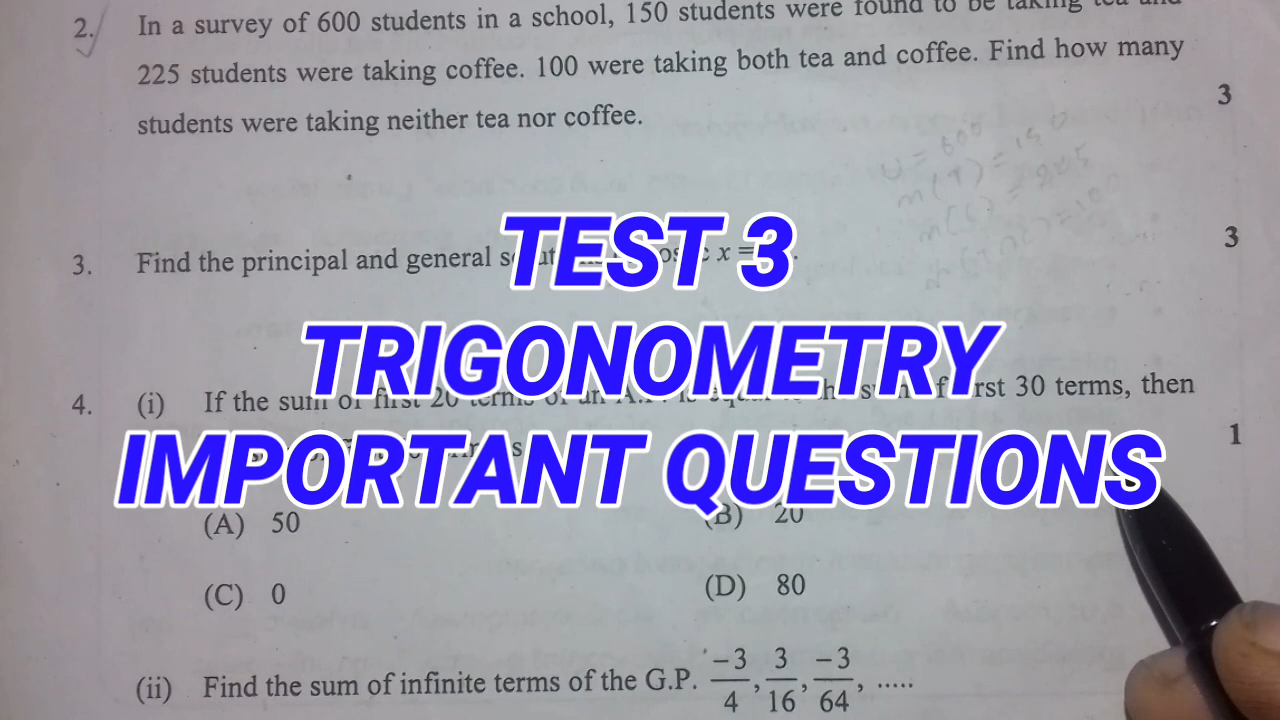 2. In a survey of 600 students in a school, 150 students were found to be taking tea and
225 students were taking coffee. 100 were taking both tea and coffee. Find how many
students were taking neither tea nor coffee.
3
TEST 3
3. Find the principal and general x = 3
TRIGONOMETRY
4. (i) If the sum of first 20 terms of an A.P. is equal first 30 terms, then
1
IMPORTANT QUESTIONS
(A) 50 (B) 20
(C) 0 (D) 80
(ii) Find the sum of infinite terms of the G.P. -3/4, 3/16, -3/64, .....